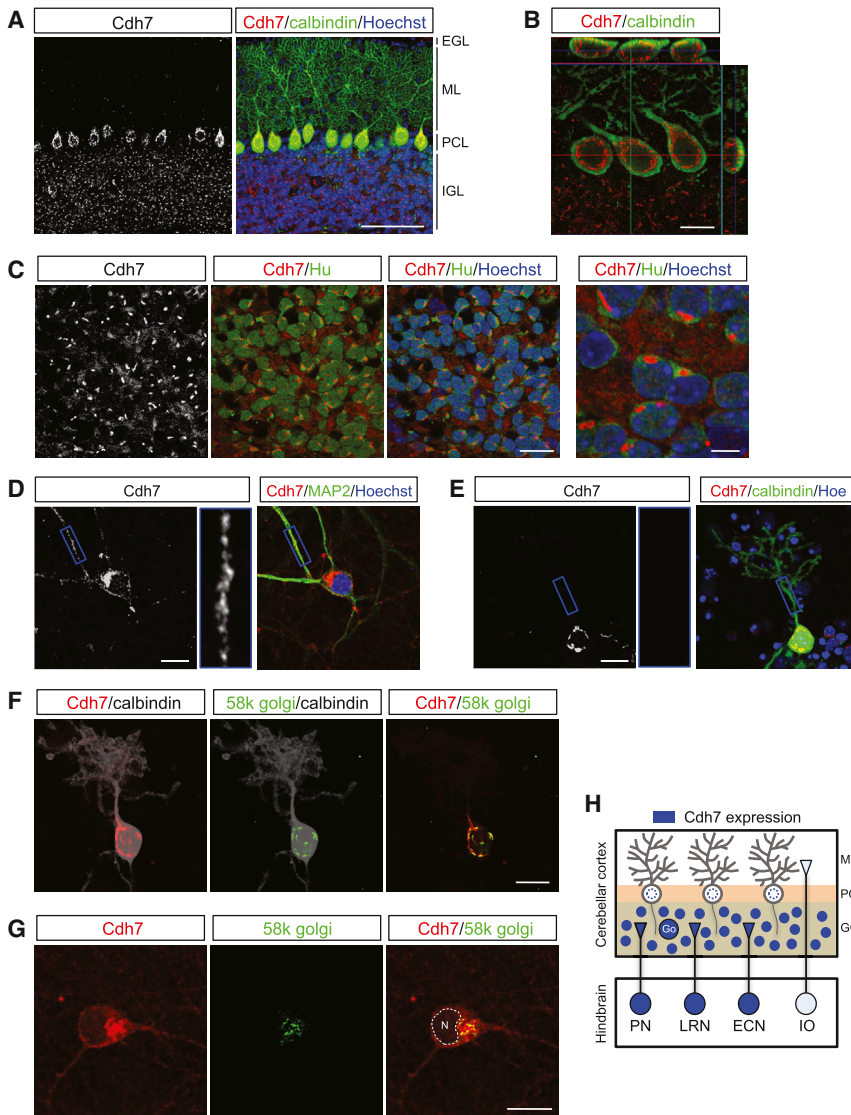 A
Cdh7
Cdh7/calbindin/Hoechst
EGL
ML
PCL
IGL
B
Cdh7/calbindin
C
Cdh7
Cdh7/Hu
Cdh7/Hu/Hoechst
Cdh7/Hu/Hoechst
D
Cdh7
Cdh7/MAP2/Hoechst
E
Cdh7
Cdh7/calbindin/Hoe
F
Cdh7/calbindin
58k golgi/calbindin
Cdh7/58k golgi
G
Cdh7
58k golgi
Cdh7/58k golgi
N
H
Cdh7 expression
Cerebellar cortex
M
PC
G
Go
Hindbrain
PN
LRN
ECN
IO